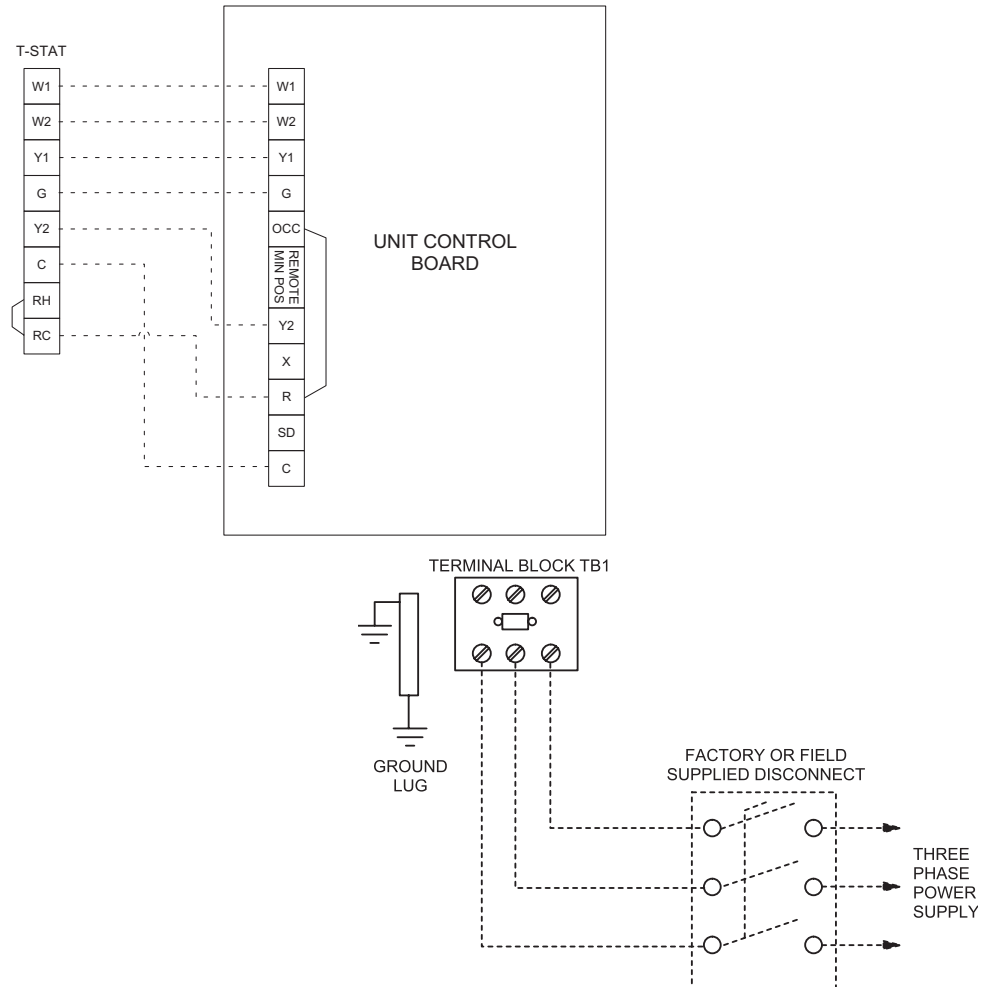 T-STAT
W1
W2
Y1
G
Y2
C
RH
RC
W1
W2
Y1
G
OCC
REMOTE
MIN POS
Y2
X
R
SD
C
UNIT CONTROL
BOARD
TERMINAL BLOCK TB1
GROUND
LUG
FACTORY OR FIELD
SUPPLIED DISCONNECT
THREE
PHASE
POWER
SUPPLY